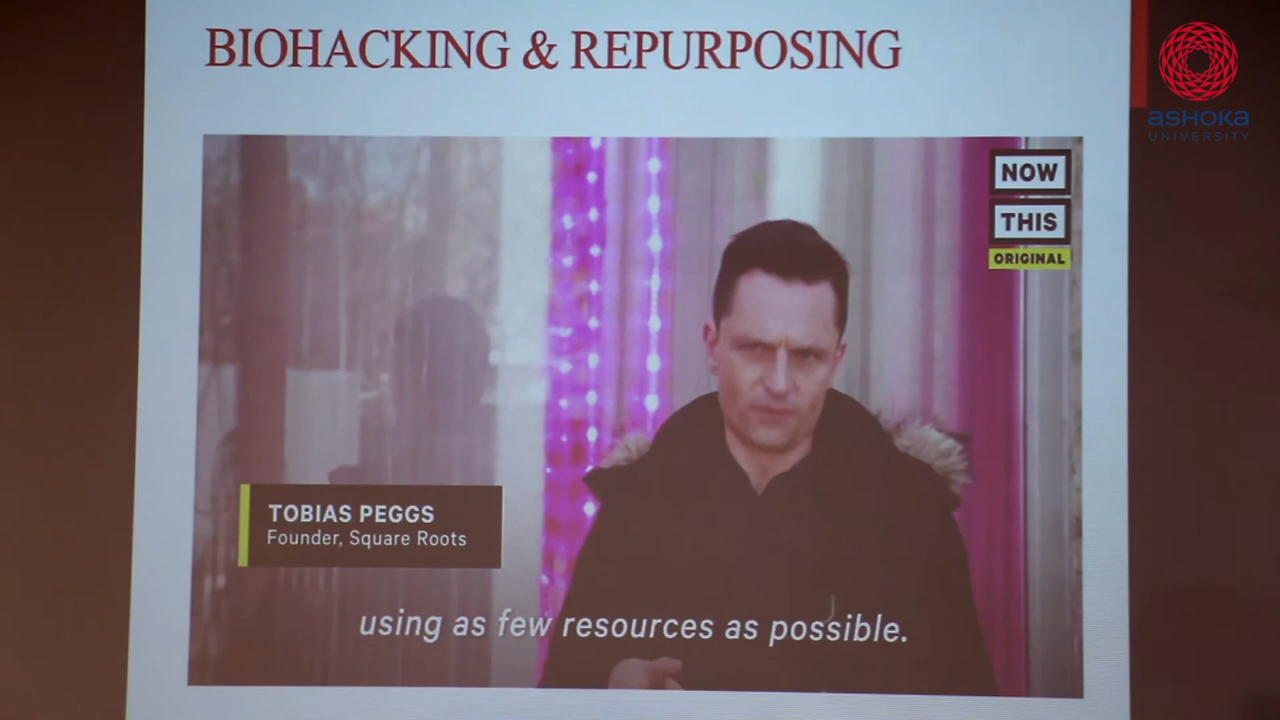 BIOHACKING & REPURPOSING
ASHOKA
UNIVERSITY
NOW
THIS
ORIGINAL
TOBIAS PEGGS
Founder, Square Roots
using as few resources as possible.